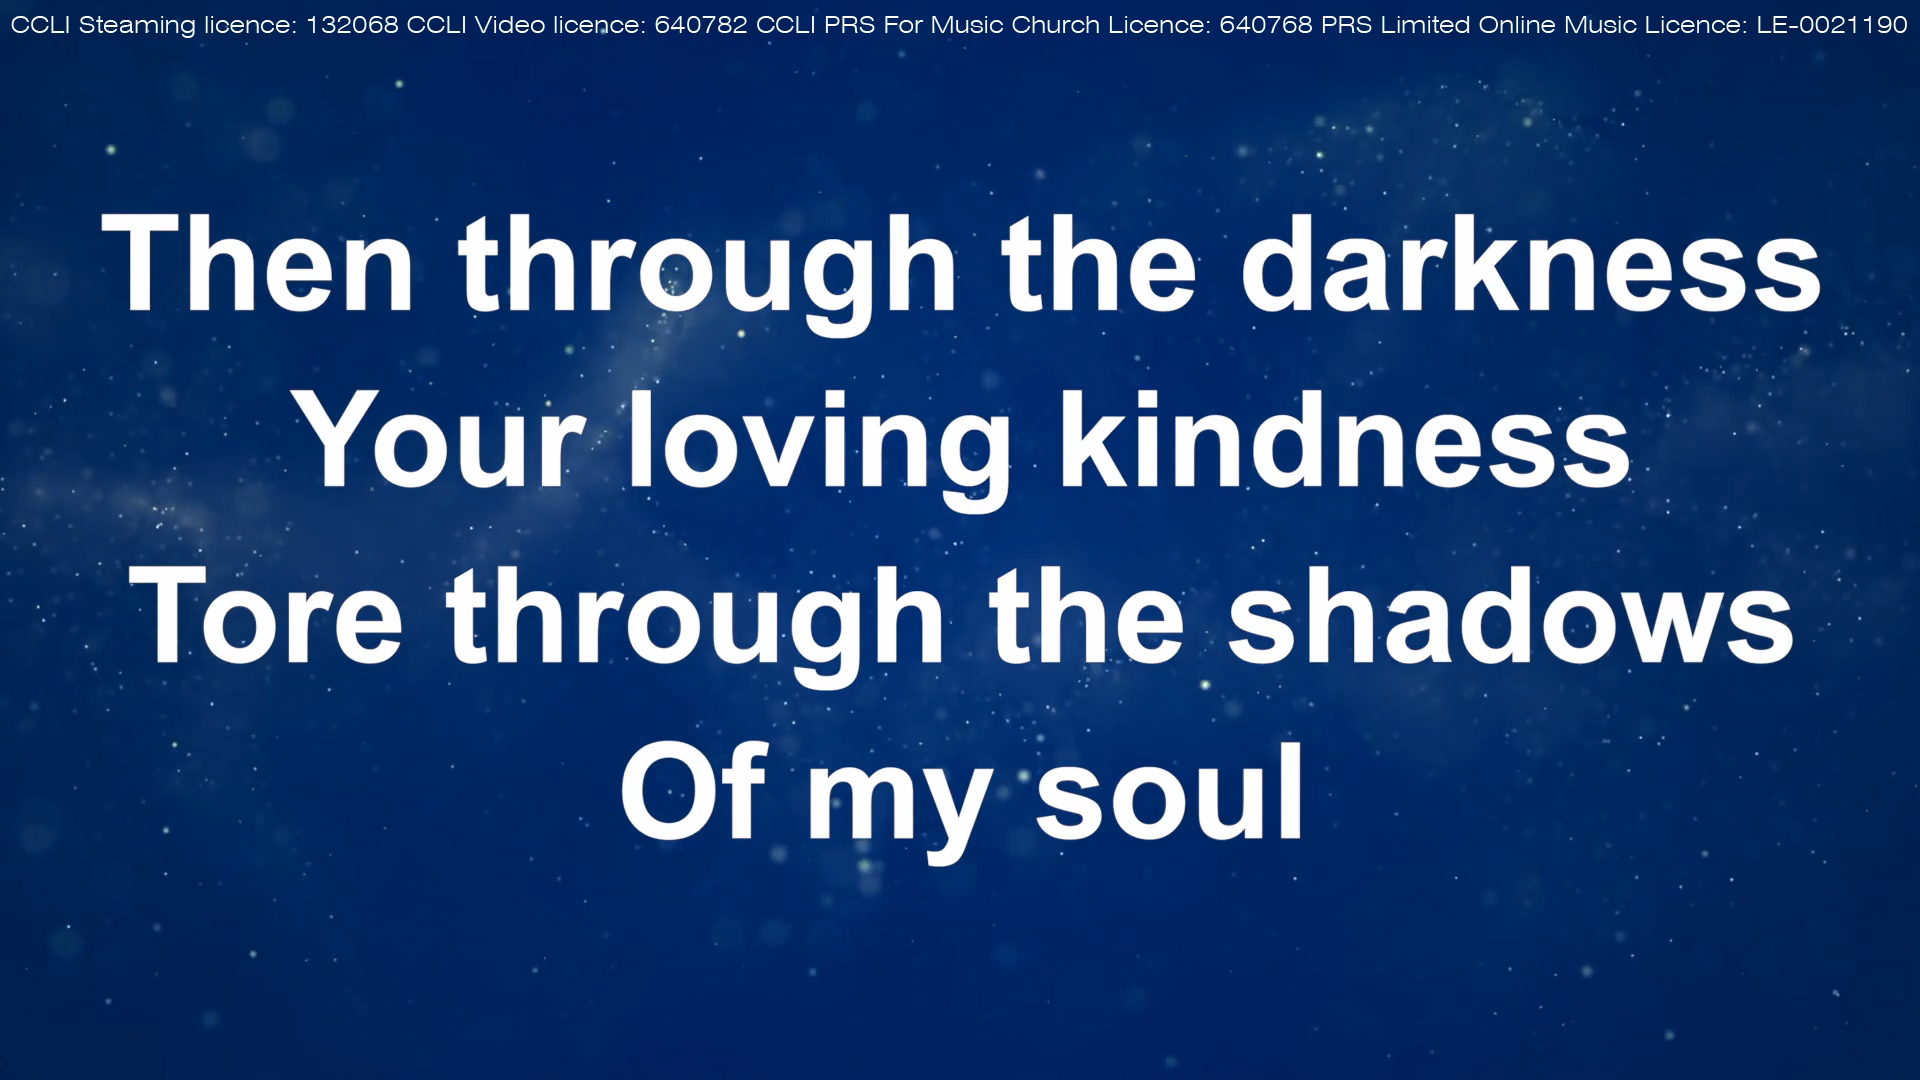 CCLI Steaming licence: 132068 CCLI Video licence: 640782 CCLI PRS For Music Church Licence: 640768 PRS Limited Online Music Licence: LE-0021190
Then through the darkness
Your loving kindness
Tore through the shadows
Of my soul